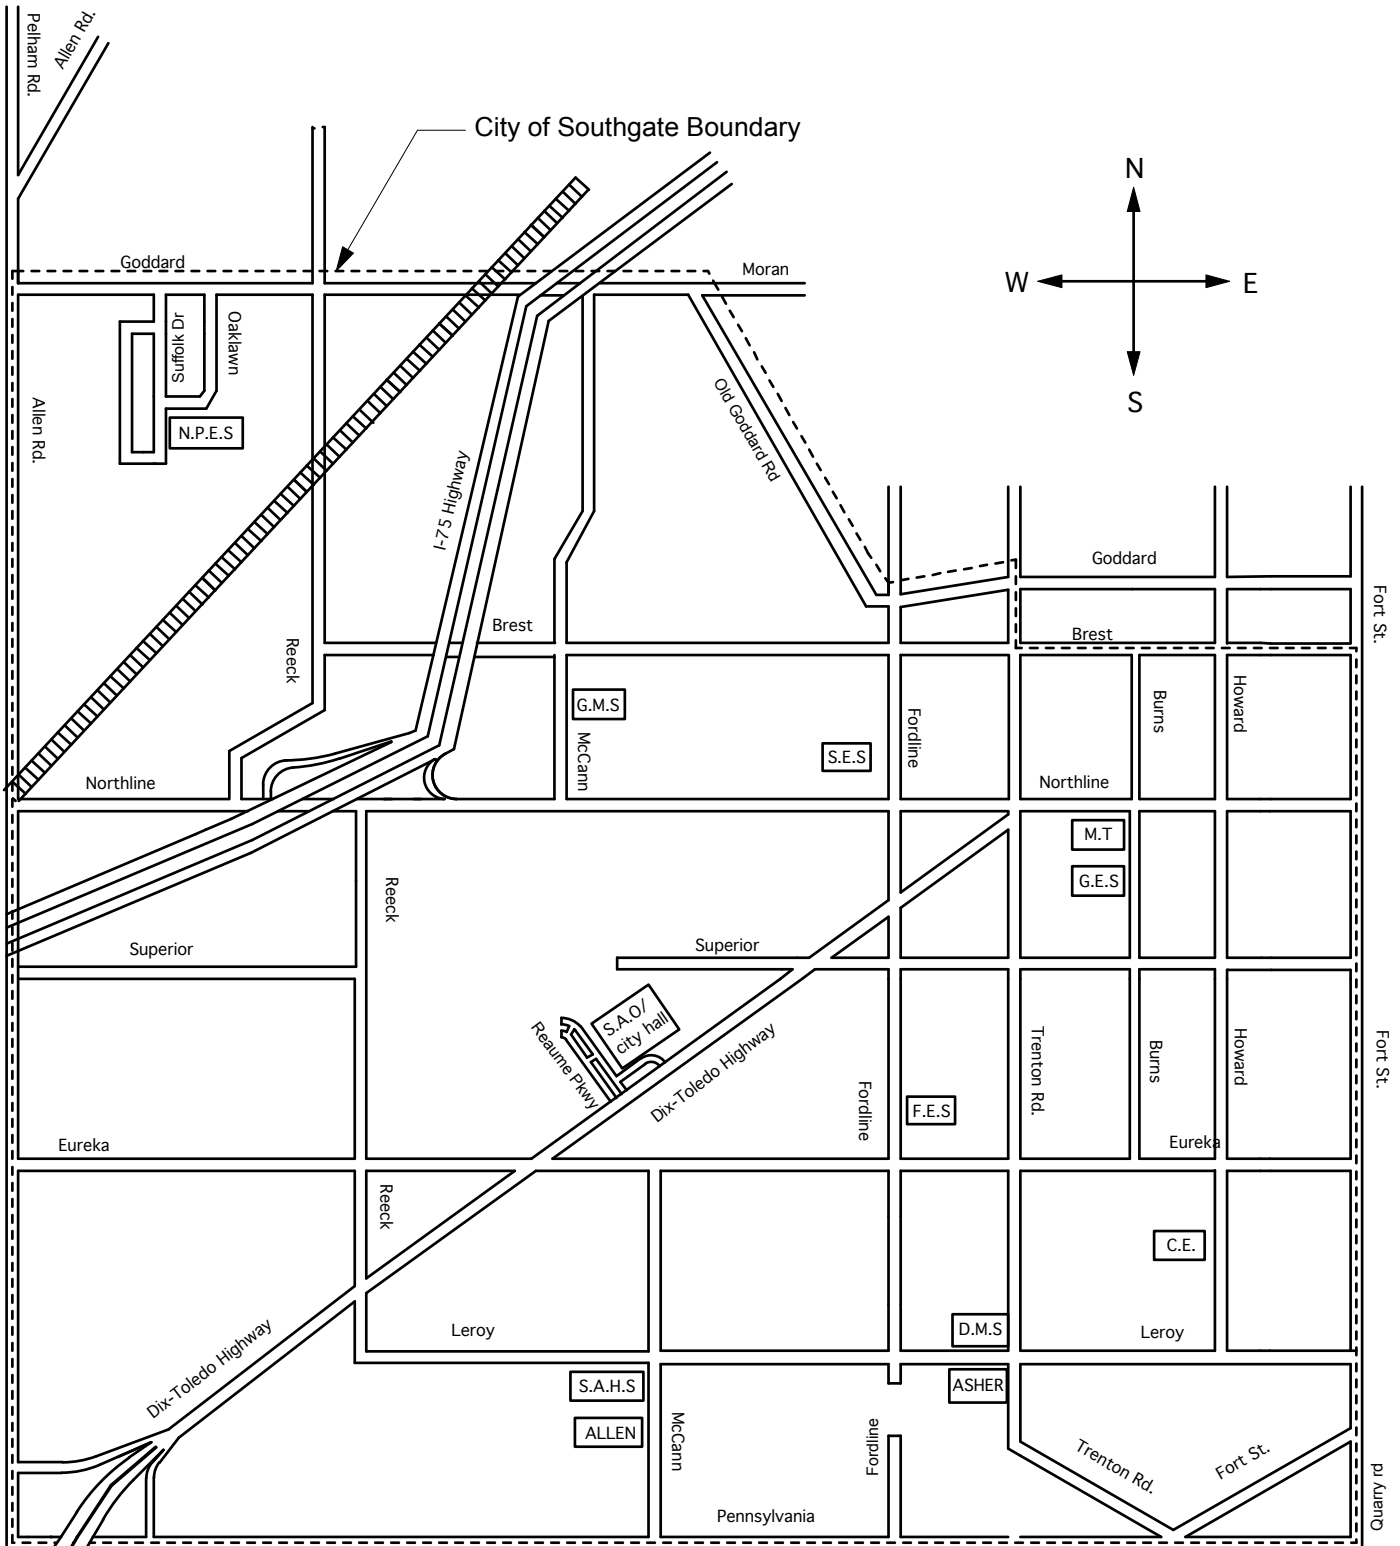 Pelham Rd.
Allen Rd.
City of Southgate Boundary
N
W
E
S
Goddard
Moran
Suffolk Dr
Oaklawn
N.P.E.S
Allen Rd.
Old Goddard Rd
I-75 Highway
Goddard
Fort St.
Brest
Brest
Reeck
G.M.S
McCann
S.E.S
Fordline
Burns
Howard
Northline
Northline
M.T
G.E.S
Reeck
Superior
Superior
S.A.O/
city hall
Reaume Pkwy
Dix-Toledo Highway
Trenton Rd.
Burns
Howard
Fort St.
Fordline
F.E.S
Eureka
Eureka
Reeck
C.E.
Leroy
D.M.S
Leroy
Dix-Toledo Highway
S.A.H.S
ASHER
ALLEN
McCann
Fordline
Trenton Rd.
Fort St.
Quarry rd
Pennsylvania